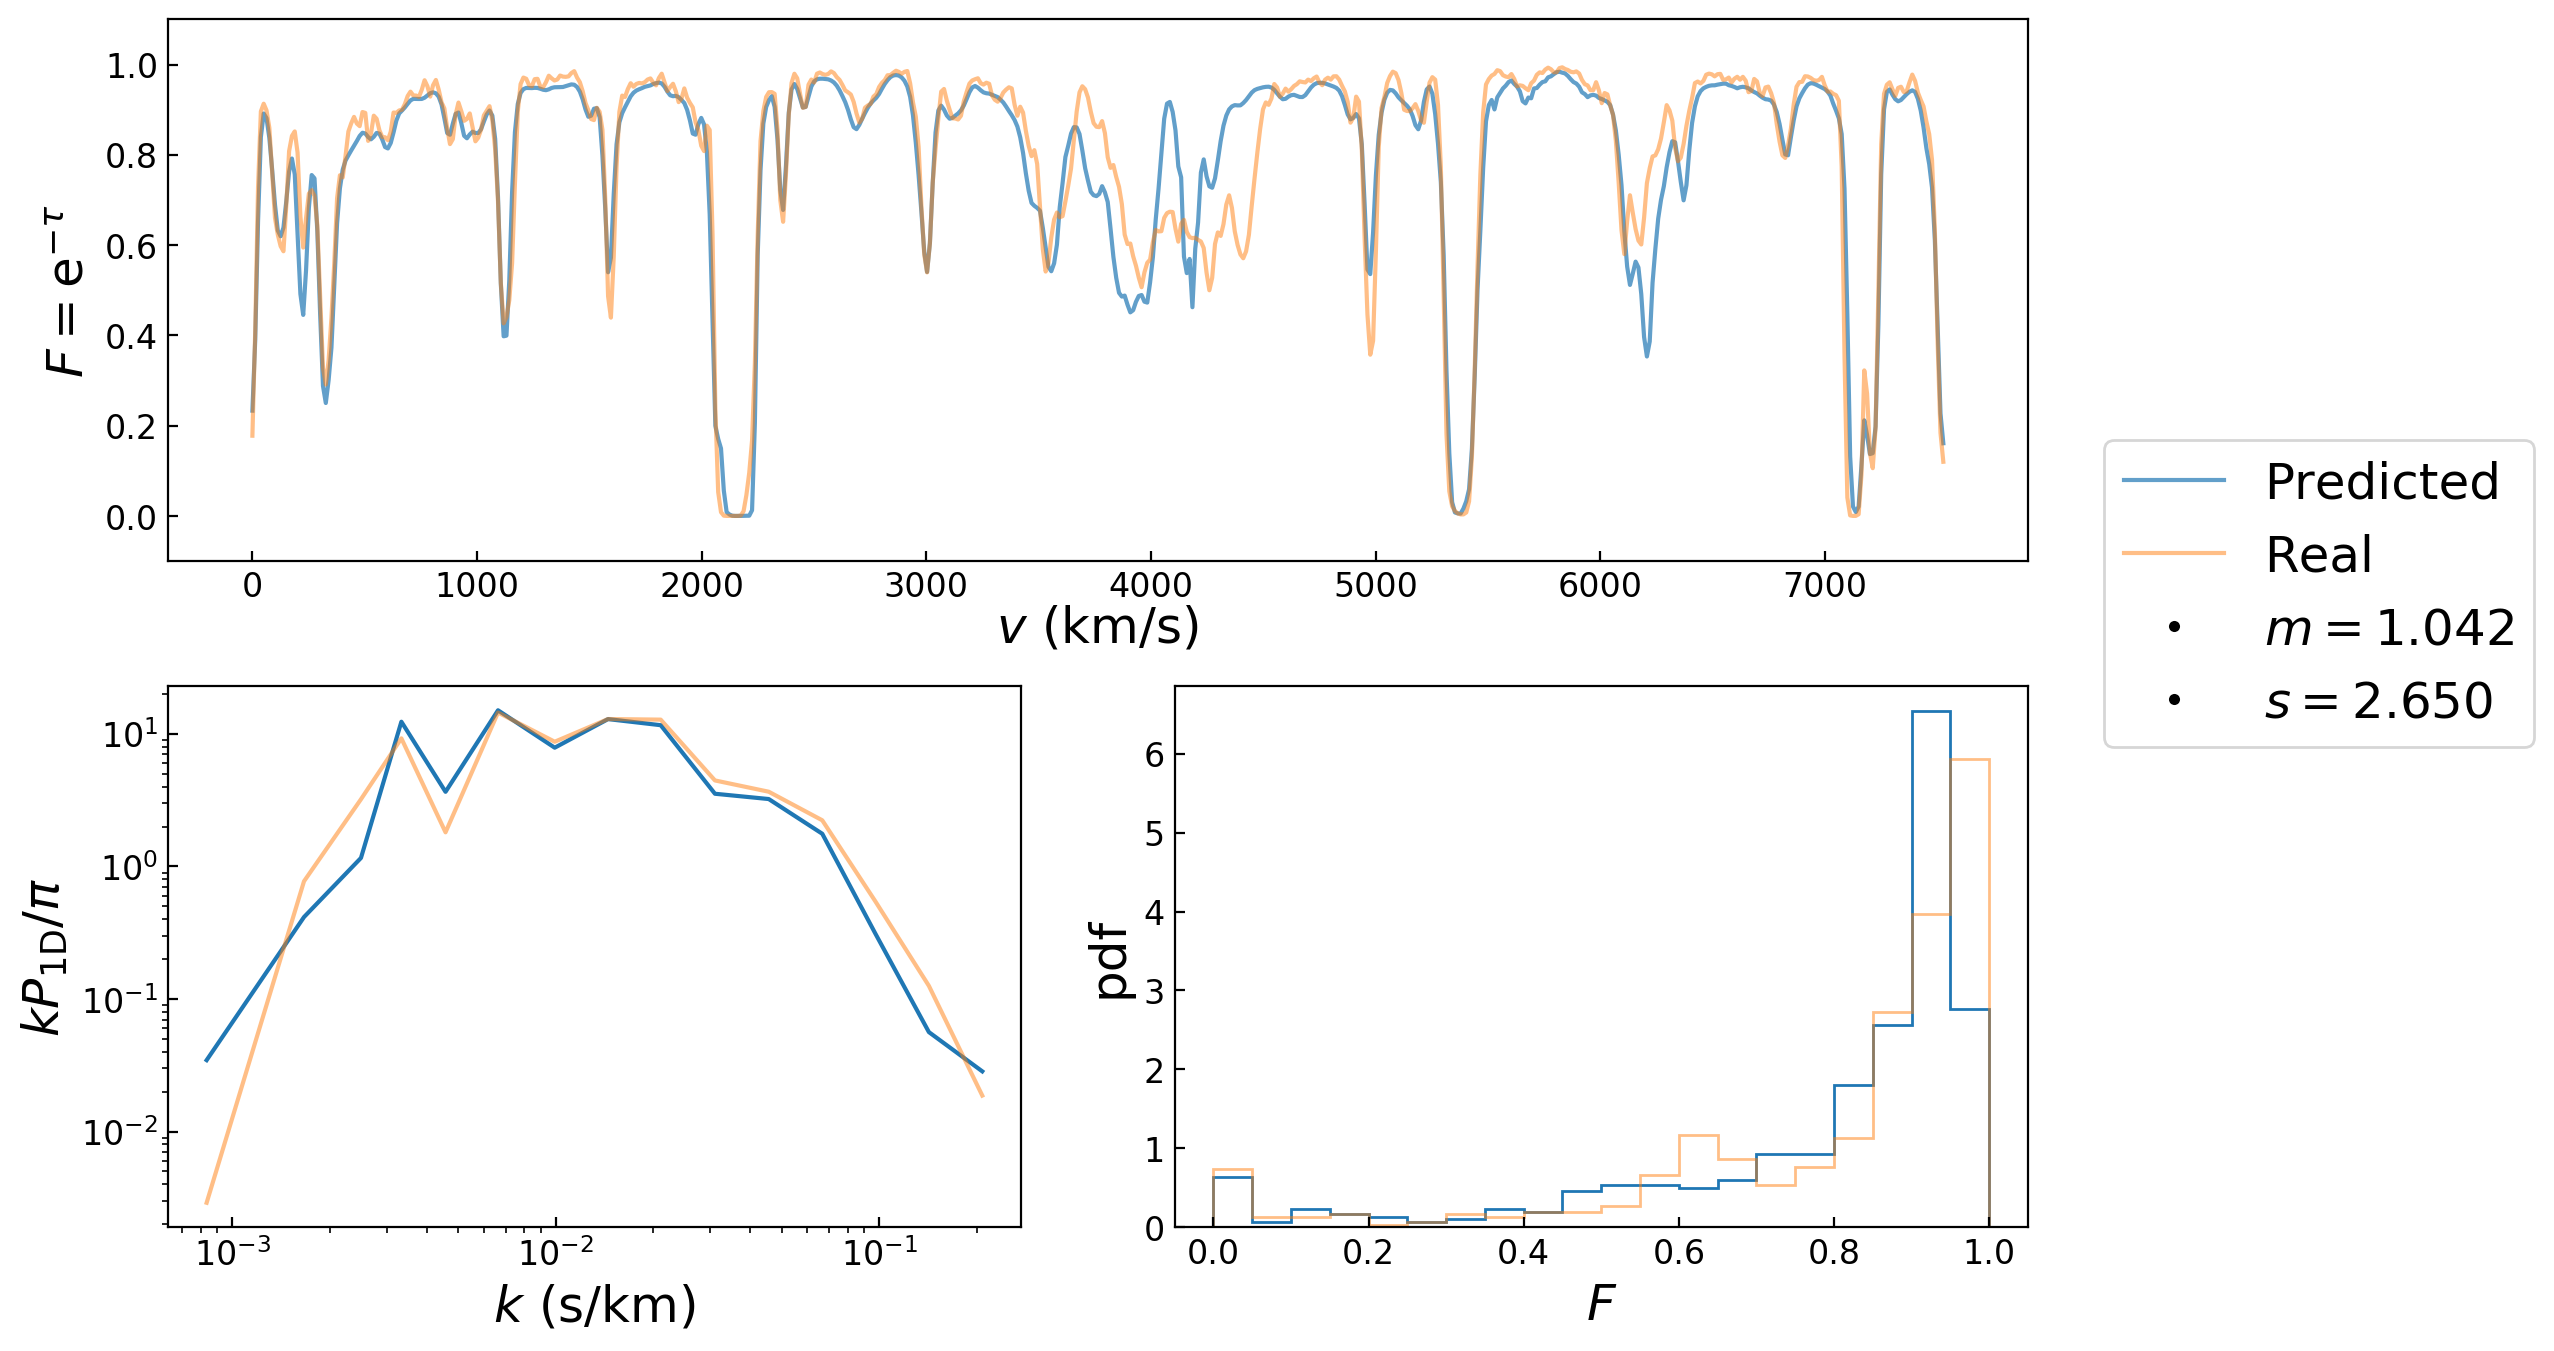 1.0
0.8
0.6
0.4
0.2
0.0
F = e^{−τ}
0 1000 2000 3000 4000 5000 6000 7000
v (km/s)
Predicted
Real
m = 1.042
s = 2.650
10^1
10^0
10^{−1}
10^{−2}
kP_{1D}/π
10^{−3} 10^{−2} 10^{−1}
k (s/km)
6
5
4
3
2
1
0
pdf
0.0 0.2 0.4 0.6 0.8 1.0
F